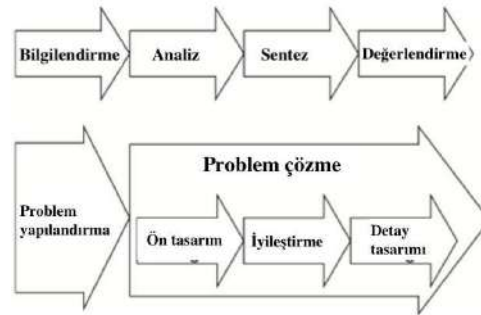 Bilgilendirme
Analiz
Sentez
Değerlendirme
Problem çözme
Problem
yapılandırma
Ön tasarım
İyileştirme
Detay
tasarımı